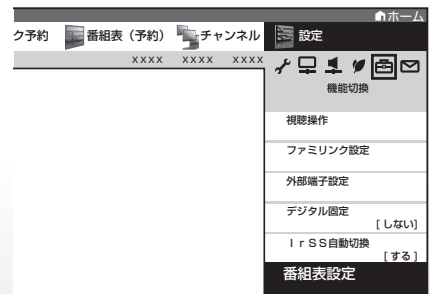 ホーム
ク予約 番組表（予約） チャンネル 設定
xxxx xxxx xxxx
機能切換
視聴操作
ファミリンク設定
外部端子設定
デジタル固定
[しない]
IrSS自動切換
[する]
番組表設定